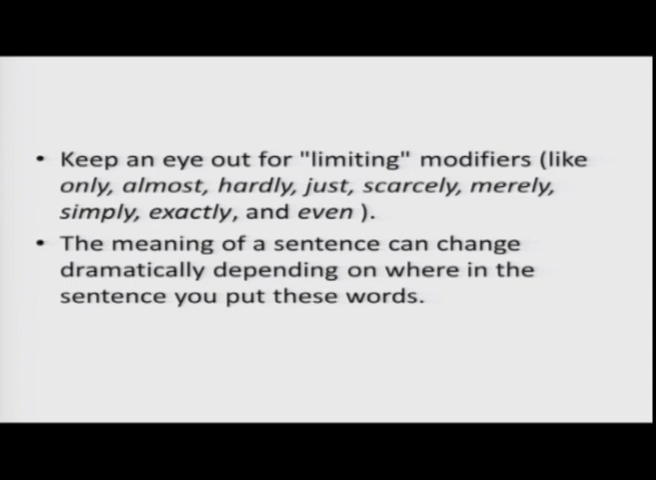 • Keep an eye out for "limiting" modifiers (like
only, almost, hardly, just, scarcely, merely,
simply, exactly, and even ).
• The meaning of a sentence can change
dramatically depending on where in the
sentence you put these words.